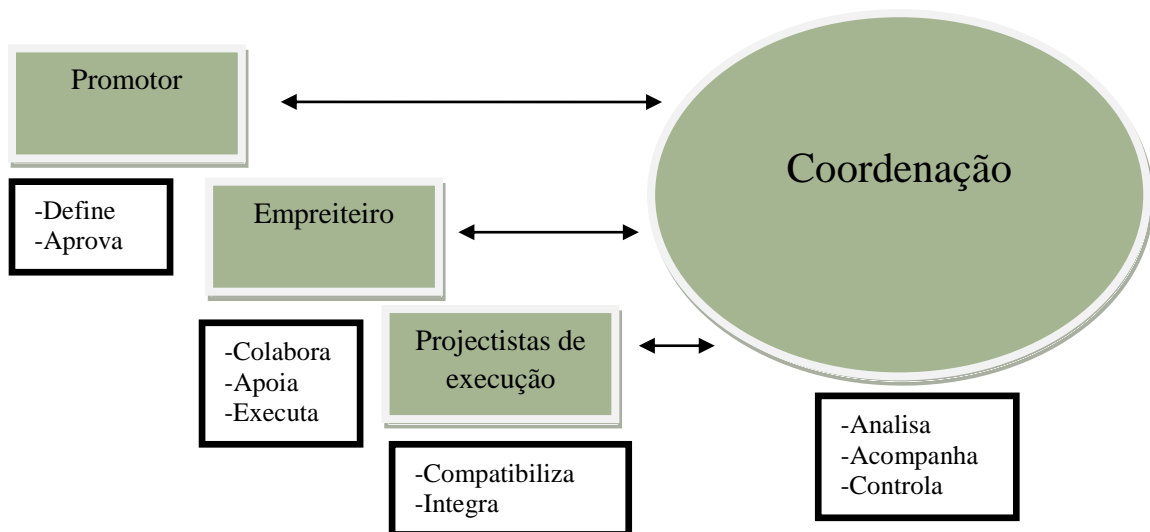 Promotor
-Define
-Aprova
Empreiteiro
-Colabora
-Apoia
-Executa
Projectistas de
execução
-Compatibiliza
-Integra
Coordenação
-Analisa
-Acompanha
-Controla